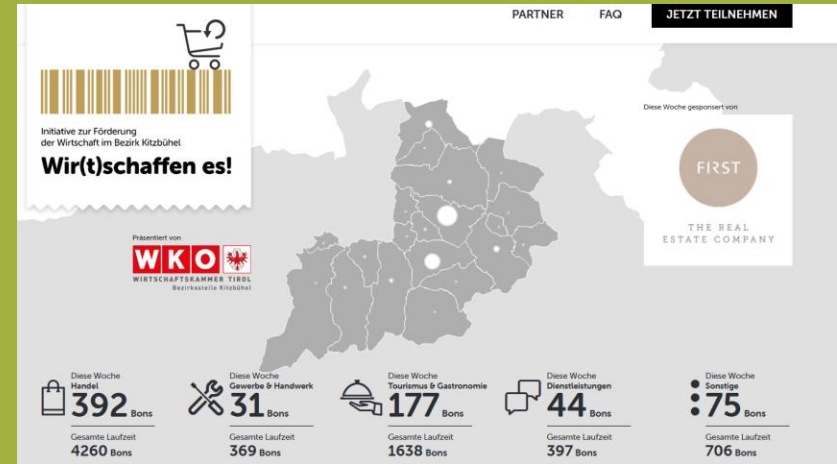 PARTNER FAQ JETZT TEILNEHMEN
Initiative zur Förderung
der Wirtschaft im Bezirk Kitzbühel
Wir(t)schaffen es!
Präsentiert von
WKO
WIRTSCHAFTSKAMMER TIROL
Bezirksstelle Kitzbühel
Diese Woche gesponsert von
FIRST
THE REAL
ESTATE COMPANY
Diese Woche
Handel
392 Bons
Gesamte Laufzeit
4260 Bons
Diese Woche
Gewerbe & Handwerk
31 Bons
Gesamte Laufzeit
369 Bons
Diese Woche
Tourismus & Gastronomie
177 Bons
Gesamte Laufzeit
1638 Bons
Diese Woche
Dienstleistungen
44 Bons
Gesamte Laufzeit
397 Bons
Diese Woche
Sonstige
75 Bons
Gesamte Laufzeit
706 Bons